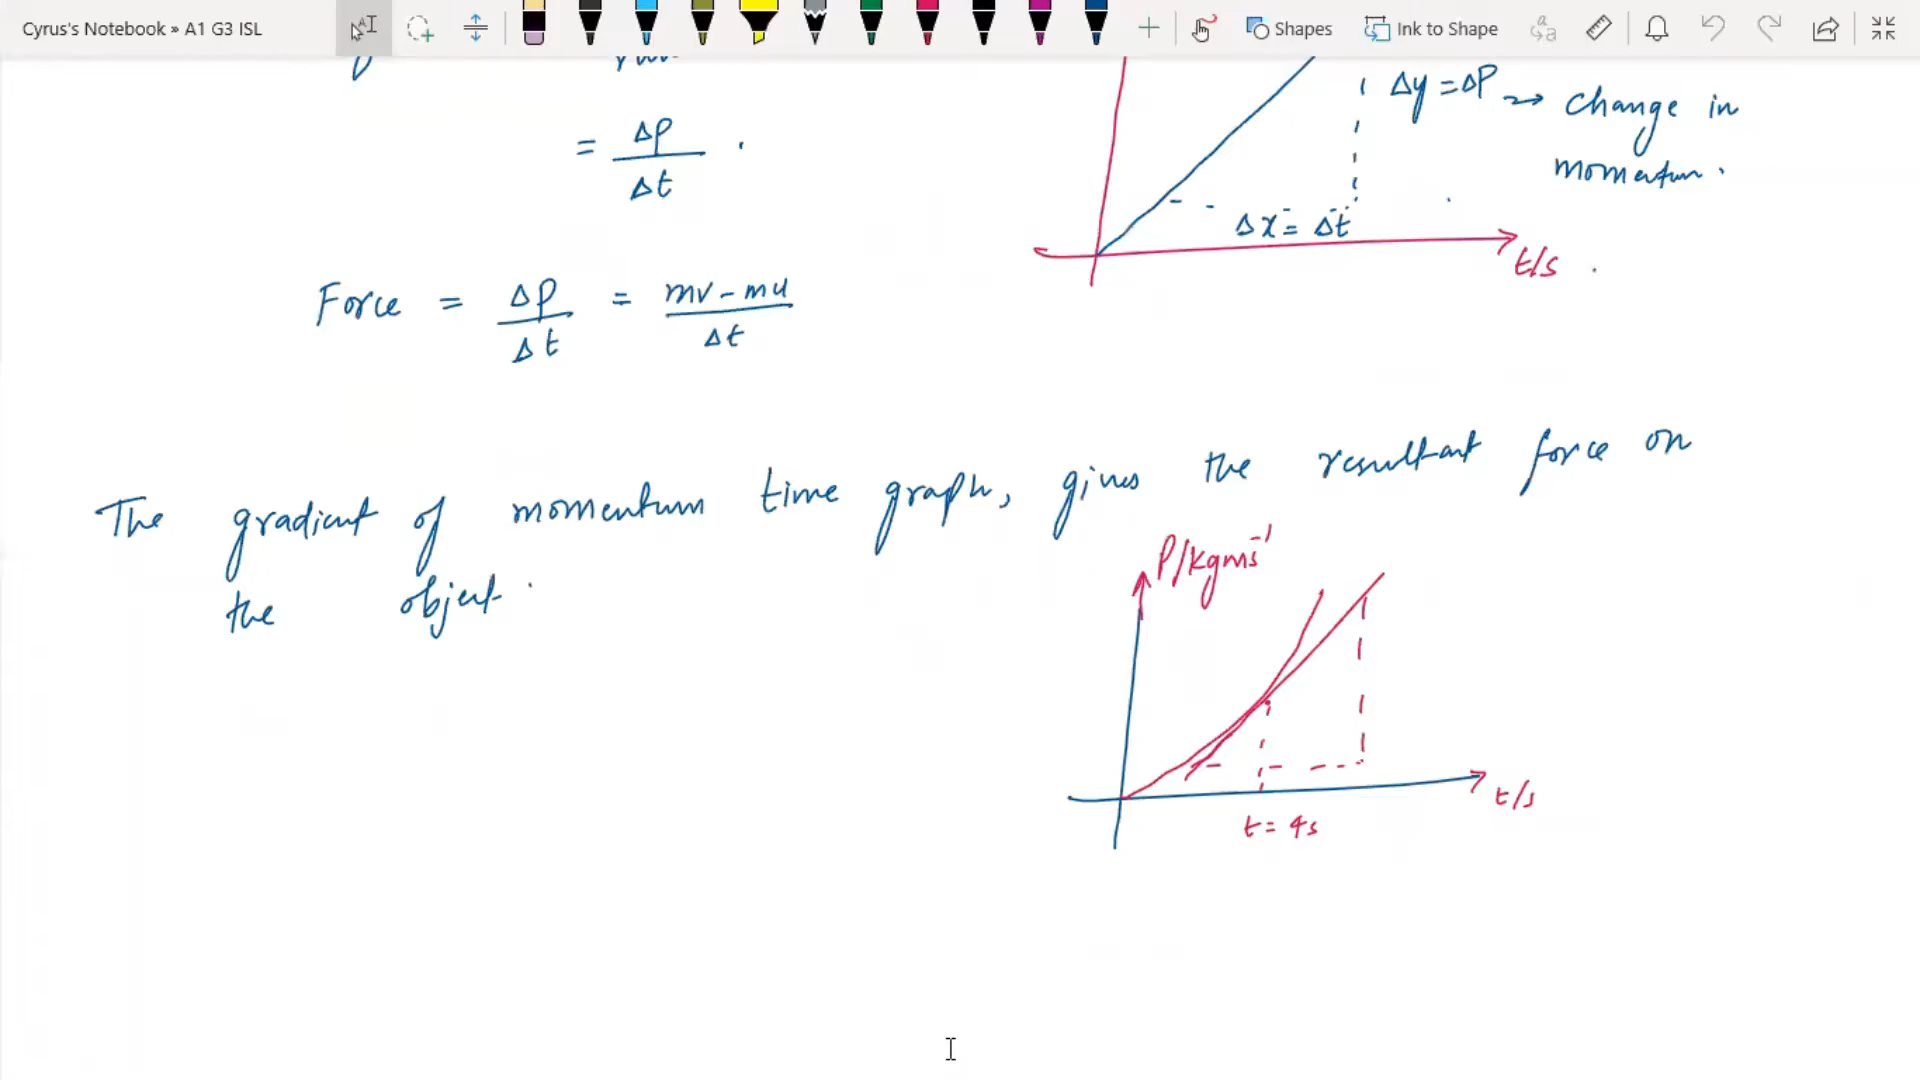 Cyrus's Notebook » A1 G3 ISL
Shapes
Ink to Shape
= ΔP / Δt .
Δy = ΔP → change in
momentum.
Δx = Δt
t/s
Force = ΔP / Δt = mv - mu / Δt
The gradient of momentum time graph, gives the resultant force on
the object.
P/kgms⁻¹
t/s
t = 4s